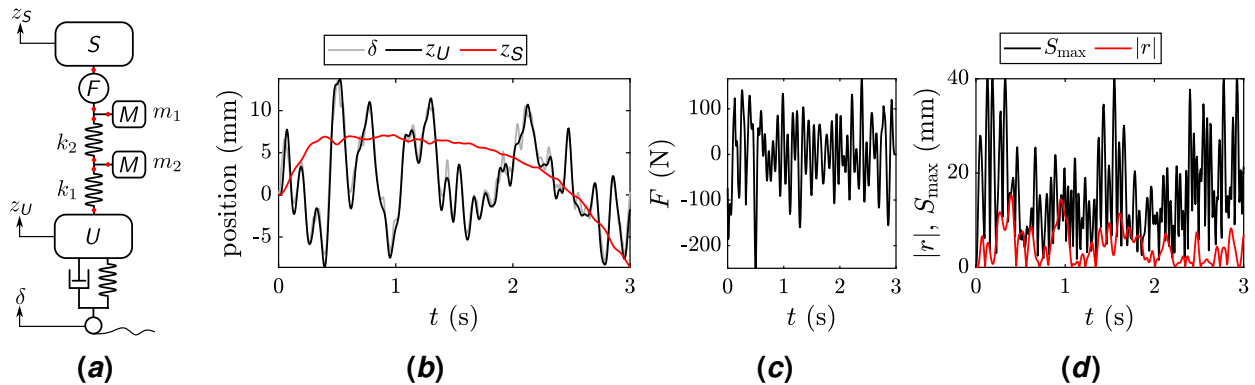 z_S
S
F
M m_1
k_2
M m_2
k_1
z_U
U
δ
(a)
δ z_U z_S
position (mm)
10
5
0
-5
0 1 2 3
t (s)
(b)
F (N)
100
0
-100
-200
0 1 2 3
t (s)
(c)
S_max |r|
|r|, S_max (mm)
40
20
0
0 1 2 3
t (s)
(d)